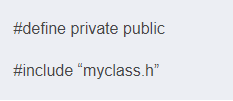 #define private public
#include “myclass.h”